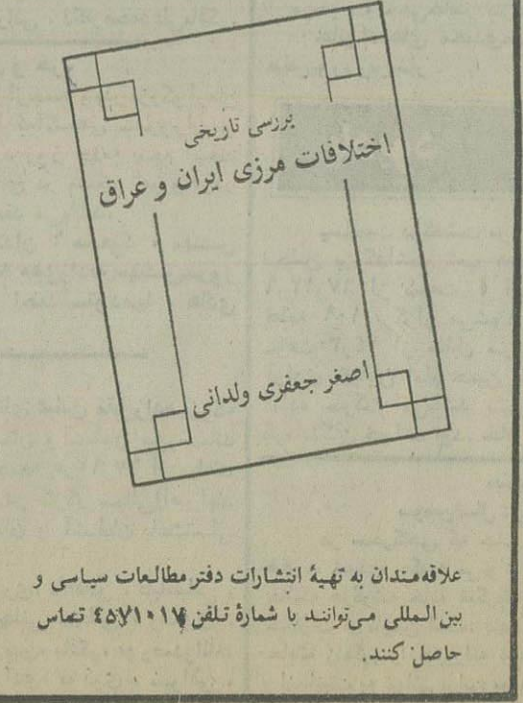 بررسی تاریخی
اختلافات مرزی ایران و عراق
اصغر جعفری ولدانی
علاقه‌مندان به تهیهٔ انتشارات دفتر مطالعات سیاسی و
بین‌المللی می‌توانند با شمارهٔ تلفن ٤٥٧١٠١٧ تماس
حاصل کنند.